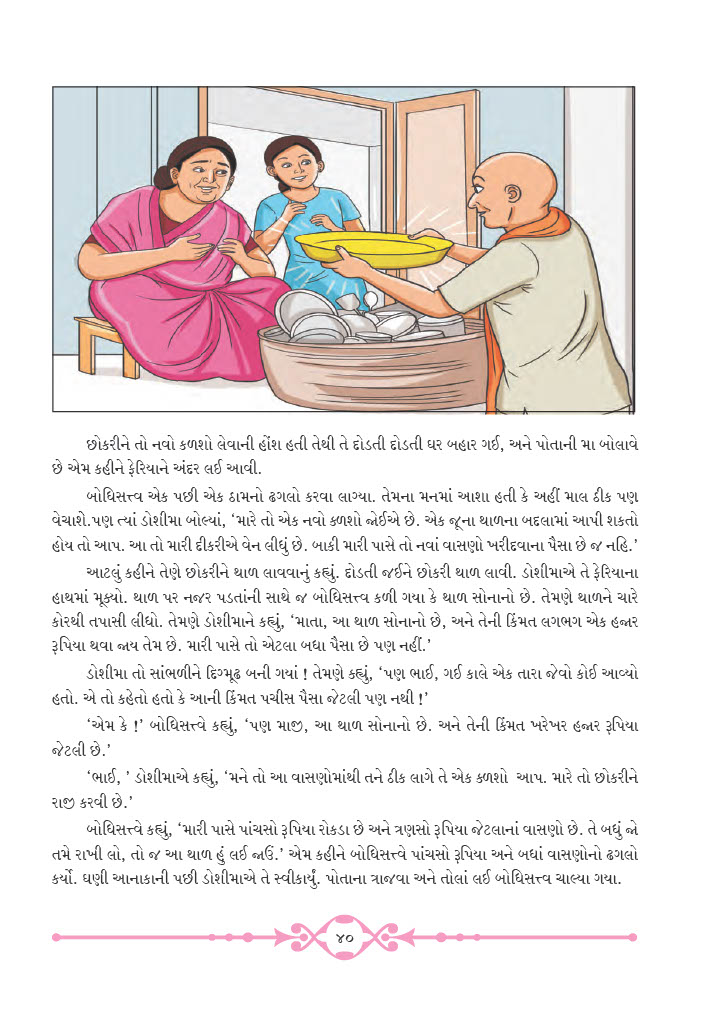 છોકરીને તો નવો કળશો લેવાની હોંશ હતી તેથી તે દોડતી દોડતી ઘર બહાર ગઈ, અને પોતાની મા બોલાવે
છે એમ કહીને ફેરિયાને અંદર લઈ આવી.
બોધિસત્ત્વ એક પછી એક ઠામનો ઢગલો કરવા લાગ્યા. તેમના મનમાં આશા હતી કે અહીં માલ ઠીક પણ
વેચાશે.પણ ત્યાં ડોશીમા બોલ્યાં, ‘મારે તો એક નવો કળશો જોઈએ છે. એક જૂના થાળના બદલામાં આપી શકતો
હોય તો આપ. આ તો મારી દીકરીએ વેન લીધું છે. બાકી મારી પાસે તો નવાં વાસણો ખરીદવાના પૈસા છે જ નહિ.’
આટલું કહીને તેણે છોકરીને થાળ લાવવાનું કહ્યું. દોડતી જઈને છોકરી થાળ લાવી. ડોશીમાએ તે ફેરિયાના
હાથમાં મૂક્યો. થાળ પર નજર પડતાંની સાથે જ બોધિસત્ત્વ કળી ગયા કે થાળ સોનાનો છે. તેમણે થાળને ચારે
કોરથી તપાસી લીધો. તેમણે ડોશીમાને કહ્યું, ‘માતા, આ થાળ સોનાનો છે, અને તેની કિંમત લગભગ એક હજાર
રૂપિયા થવા જાય તેમ છે. મારી પાસે તો એટલા બધા પૈસા છે પણ નહીં.’
ડોશીમા તો સાંભળીને દિગ્મૂઢ બની ગયાં ! તેમણે કહ્યું, ‘પણ ભાઈ, ગઈ કાલે એક તારા જેવો કોઈ આવ્યો
હતો. એ તો કહેતો હતો કે આની કિંમત પચીસ પૈસા જેટલી પણ નથી !’
‘એમ કે !’ બોધિસત્ત્વે કહ્યું, ‘પણ માજી, આ થાળ સોનાનો છે. અને તેની કિંમત ખરેખર હજાર રૂપિયા
જેટલી છે.’
‘ભાઈ, ’ ડોશીમાએ કહ્યું, ‘મને તો આ વાસણોમાંથી તને ઠીક લાગે તે એક કળશો આપ. મારે તો છોકરીને
રાજી કરવી છે.’
બોધિસત્ત્વે કહ્યું, ‘મારી પાસે પાંચસો રૂપિયા રોકડા છે અને ત્રણસો રૂપિયા જેટલાનાં વાસણો છે. તે બધું જો
તમે રાખી લો, તો જ આ થાળ હું લઈ જાઉં.’ એમ કહીને બોધિસત્ત્વે પાંચસો રૂપિયા અને બધાં વાસણોનો ઢગલો
કર્યો. ઘણી આનાકાની પછી ડોશીમાએ તે સ્વીકાર્યું. પોતાના ત્રાજવા અને તોલાં લઈ બોધિસત્ત્વ ચાલ્યા ગયા.
૪૦